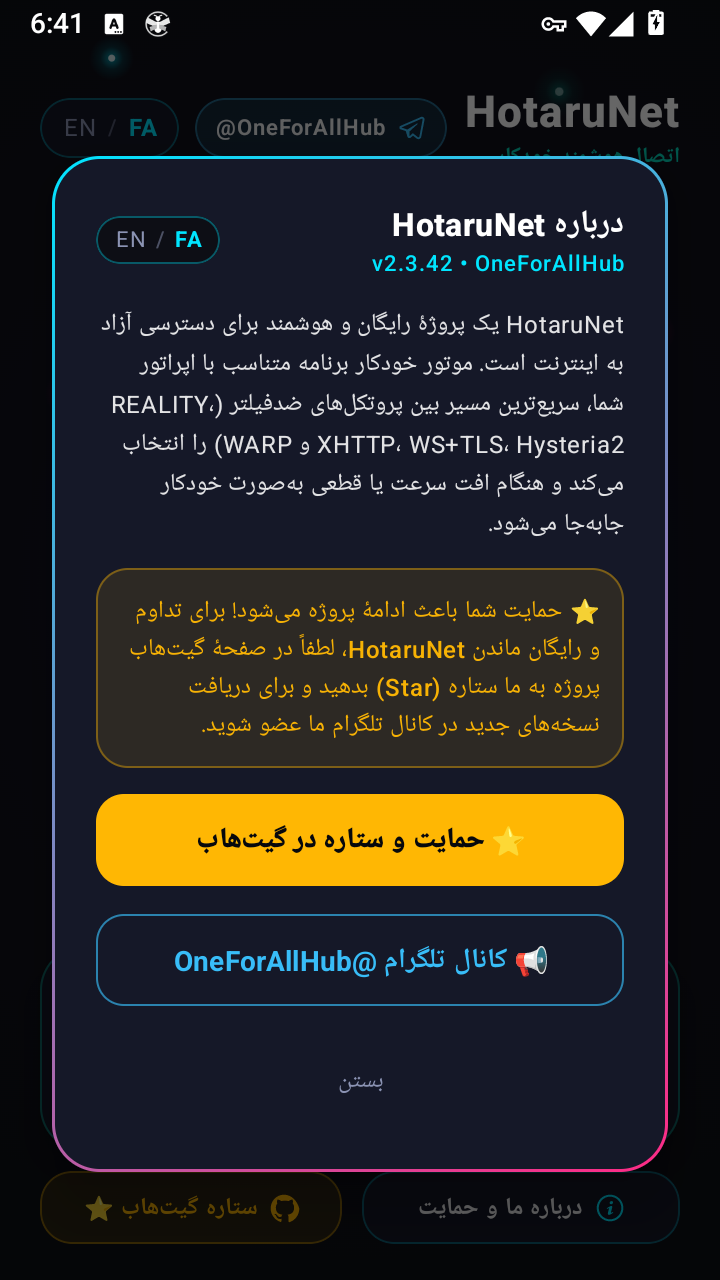 6:41
HotaruNet
@OneForAllHub
EN / FA
اتصال هوشمند خودکار
درباره HotaruNet
EN / FA
v2.3.42 • OneForAllHub
HotaruNet یک پروژهٔ رایگان و هوشمند برای دسترسی آزاد
به اینترنت است. موتور خودکار برنامه متناسب با اپراتور
شما، سریع‌ترین مسیر بین پروتکل‌های ضدفیلتر (REALITY،
XHTTP، WS+TLS، Hysteria2 و WARP) را انتخاب
می‌کند و هنگام افت سرعت یا قطعی به‌صورت خودکار
جابه‌جا می‌شود.
⭐ حمایت شما باعث ادامهٔ پروژه می‌شود! برای تداوم
و رایگان ماندن HotaruNet، لطفاً در صفحهٔ گیت‌هاب
پروژه به ما ستاره (Star) بدهید و برای دریافت
نسخه‌های جدید در کانال تلگرام ما عضو شوید.
⭐ حمایت و ستاره در گیت‌هاب
📢 کانال تلگرام @OneForAllHub
بستن
درباره ما و حمایت
ستاره گیت‌هاب ⭐